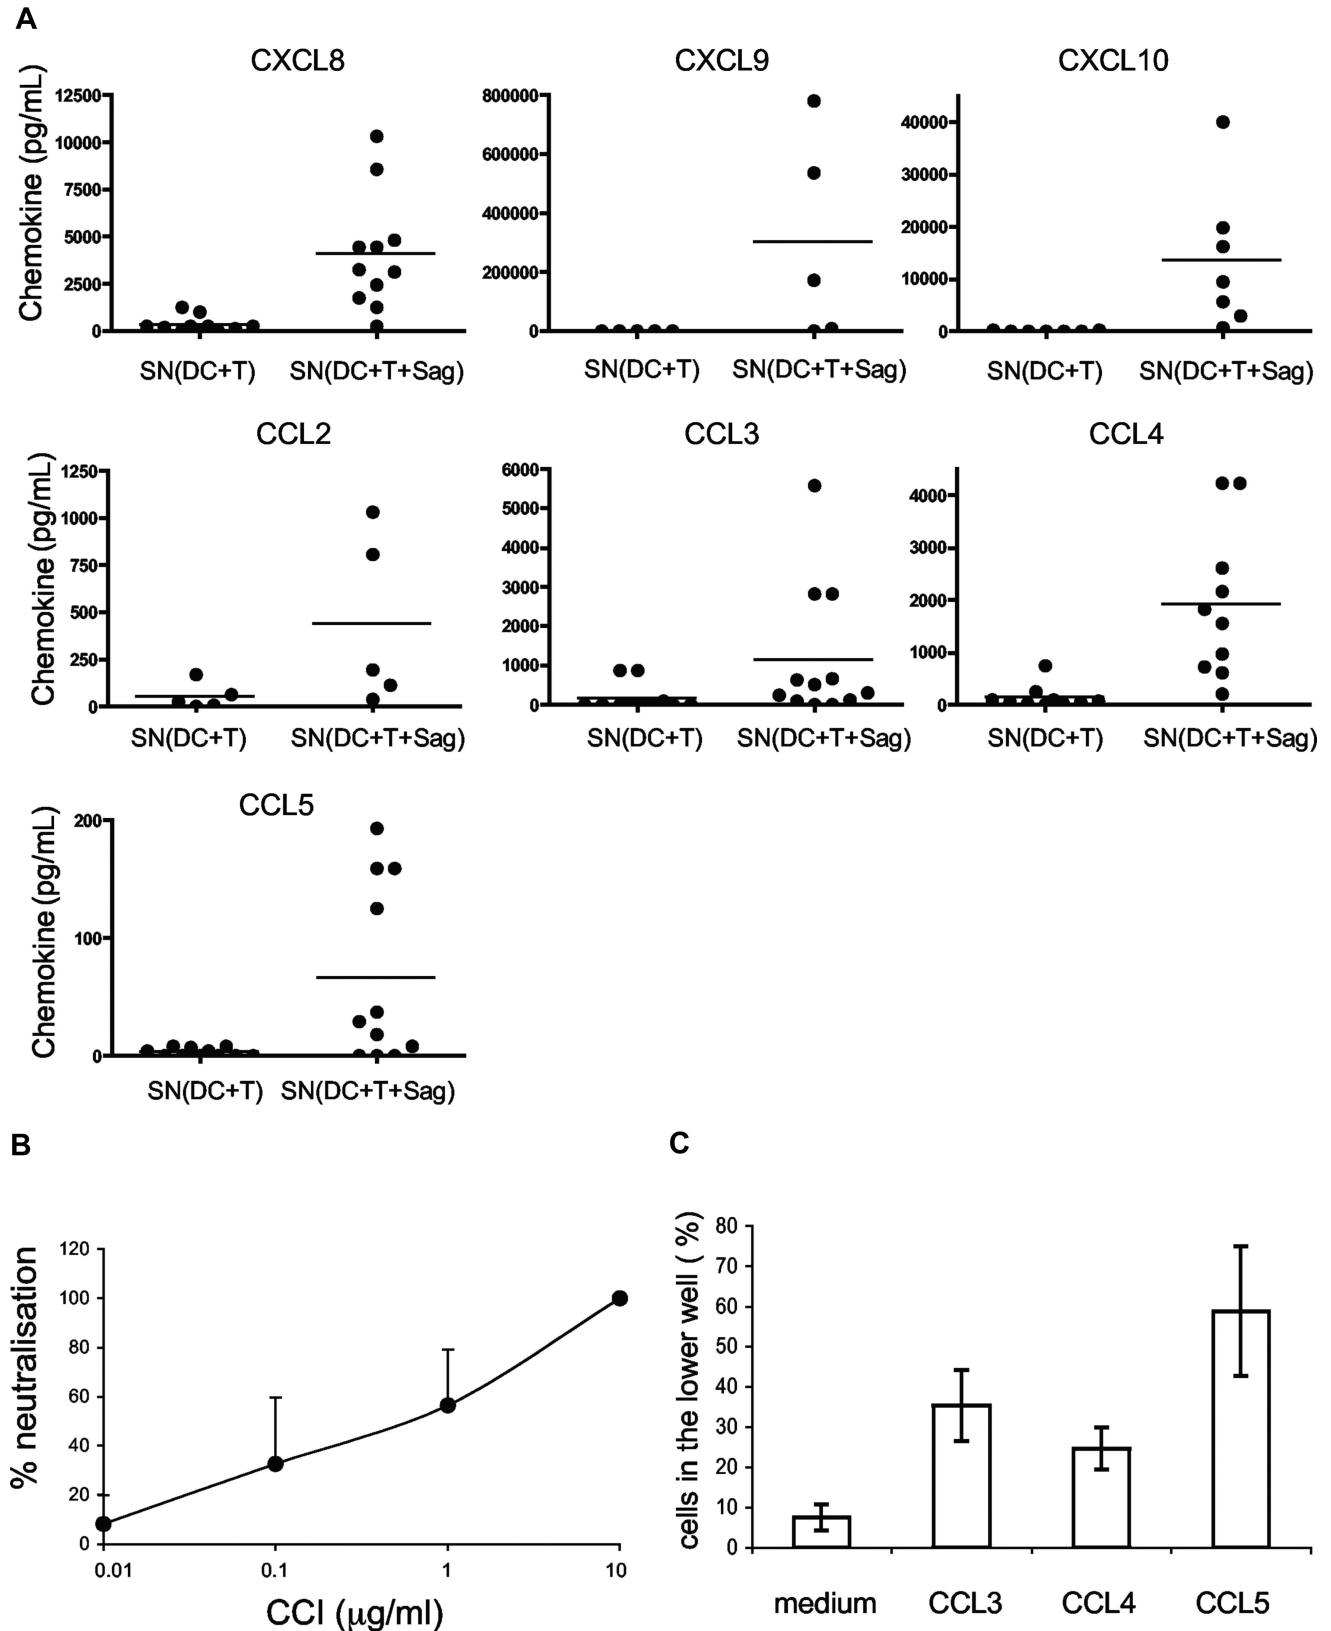 A
CXCL8 CXCL9 CXCL10
Chemokine (pg/mL)
12500 10000 7500 5000 2500 0
800000 600000 400000 200000 0
40000 30000 20000 10000 0
SN(DC+T) SN(DC+T+Sag) SN(DC+T) SN(DC+T+Sag) SN(DC+T) SN(DC+T+Sag)
CCL2 CCL3 CCL4
Chemokine (pg/mL)
1250 1000 750 500 250 0
6000 5000 4000 3000 2000 1000 0
4000 3000 2000 1000 0
SN(DC+T) SN(DC+T+Sag) SN(DC+T) SN(DC+T+Sag) SN(DC+T) SN(DC+T+Sag)
CCL5
Chemokine (pg/mL)
200 100 0
SN(DC+T) SN(DC+T+Sag)
B
% neutralisation
120 100 80 60 40 20 0
0.01 0.1 1 10
CCI (μg/ml)
C
cells in the lower well ( %)
80 70 60 50 40 30 20 10 0
medium CCL3 CCL4 CCL5